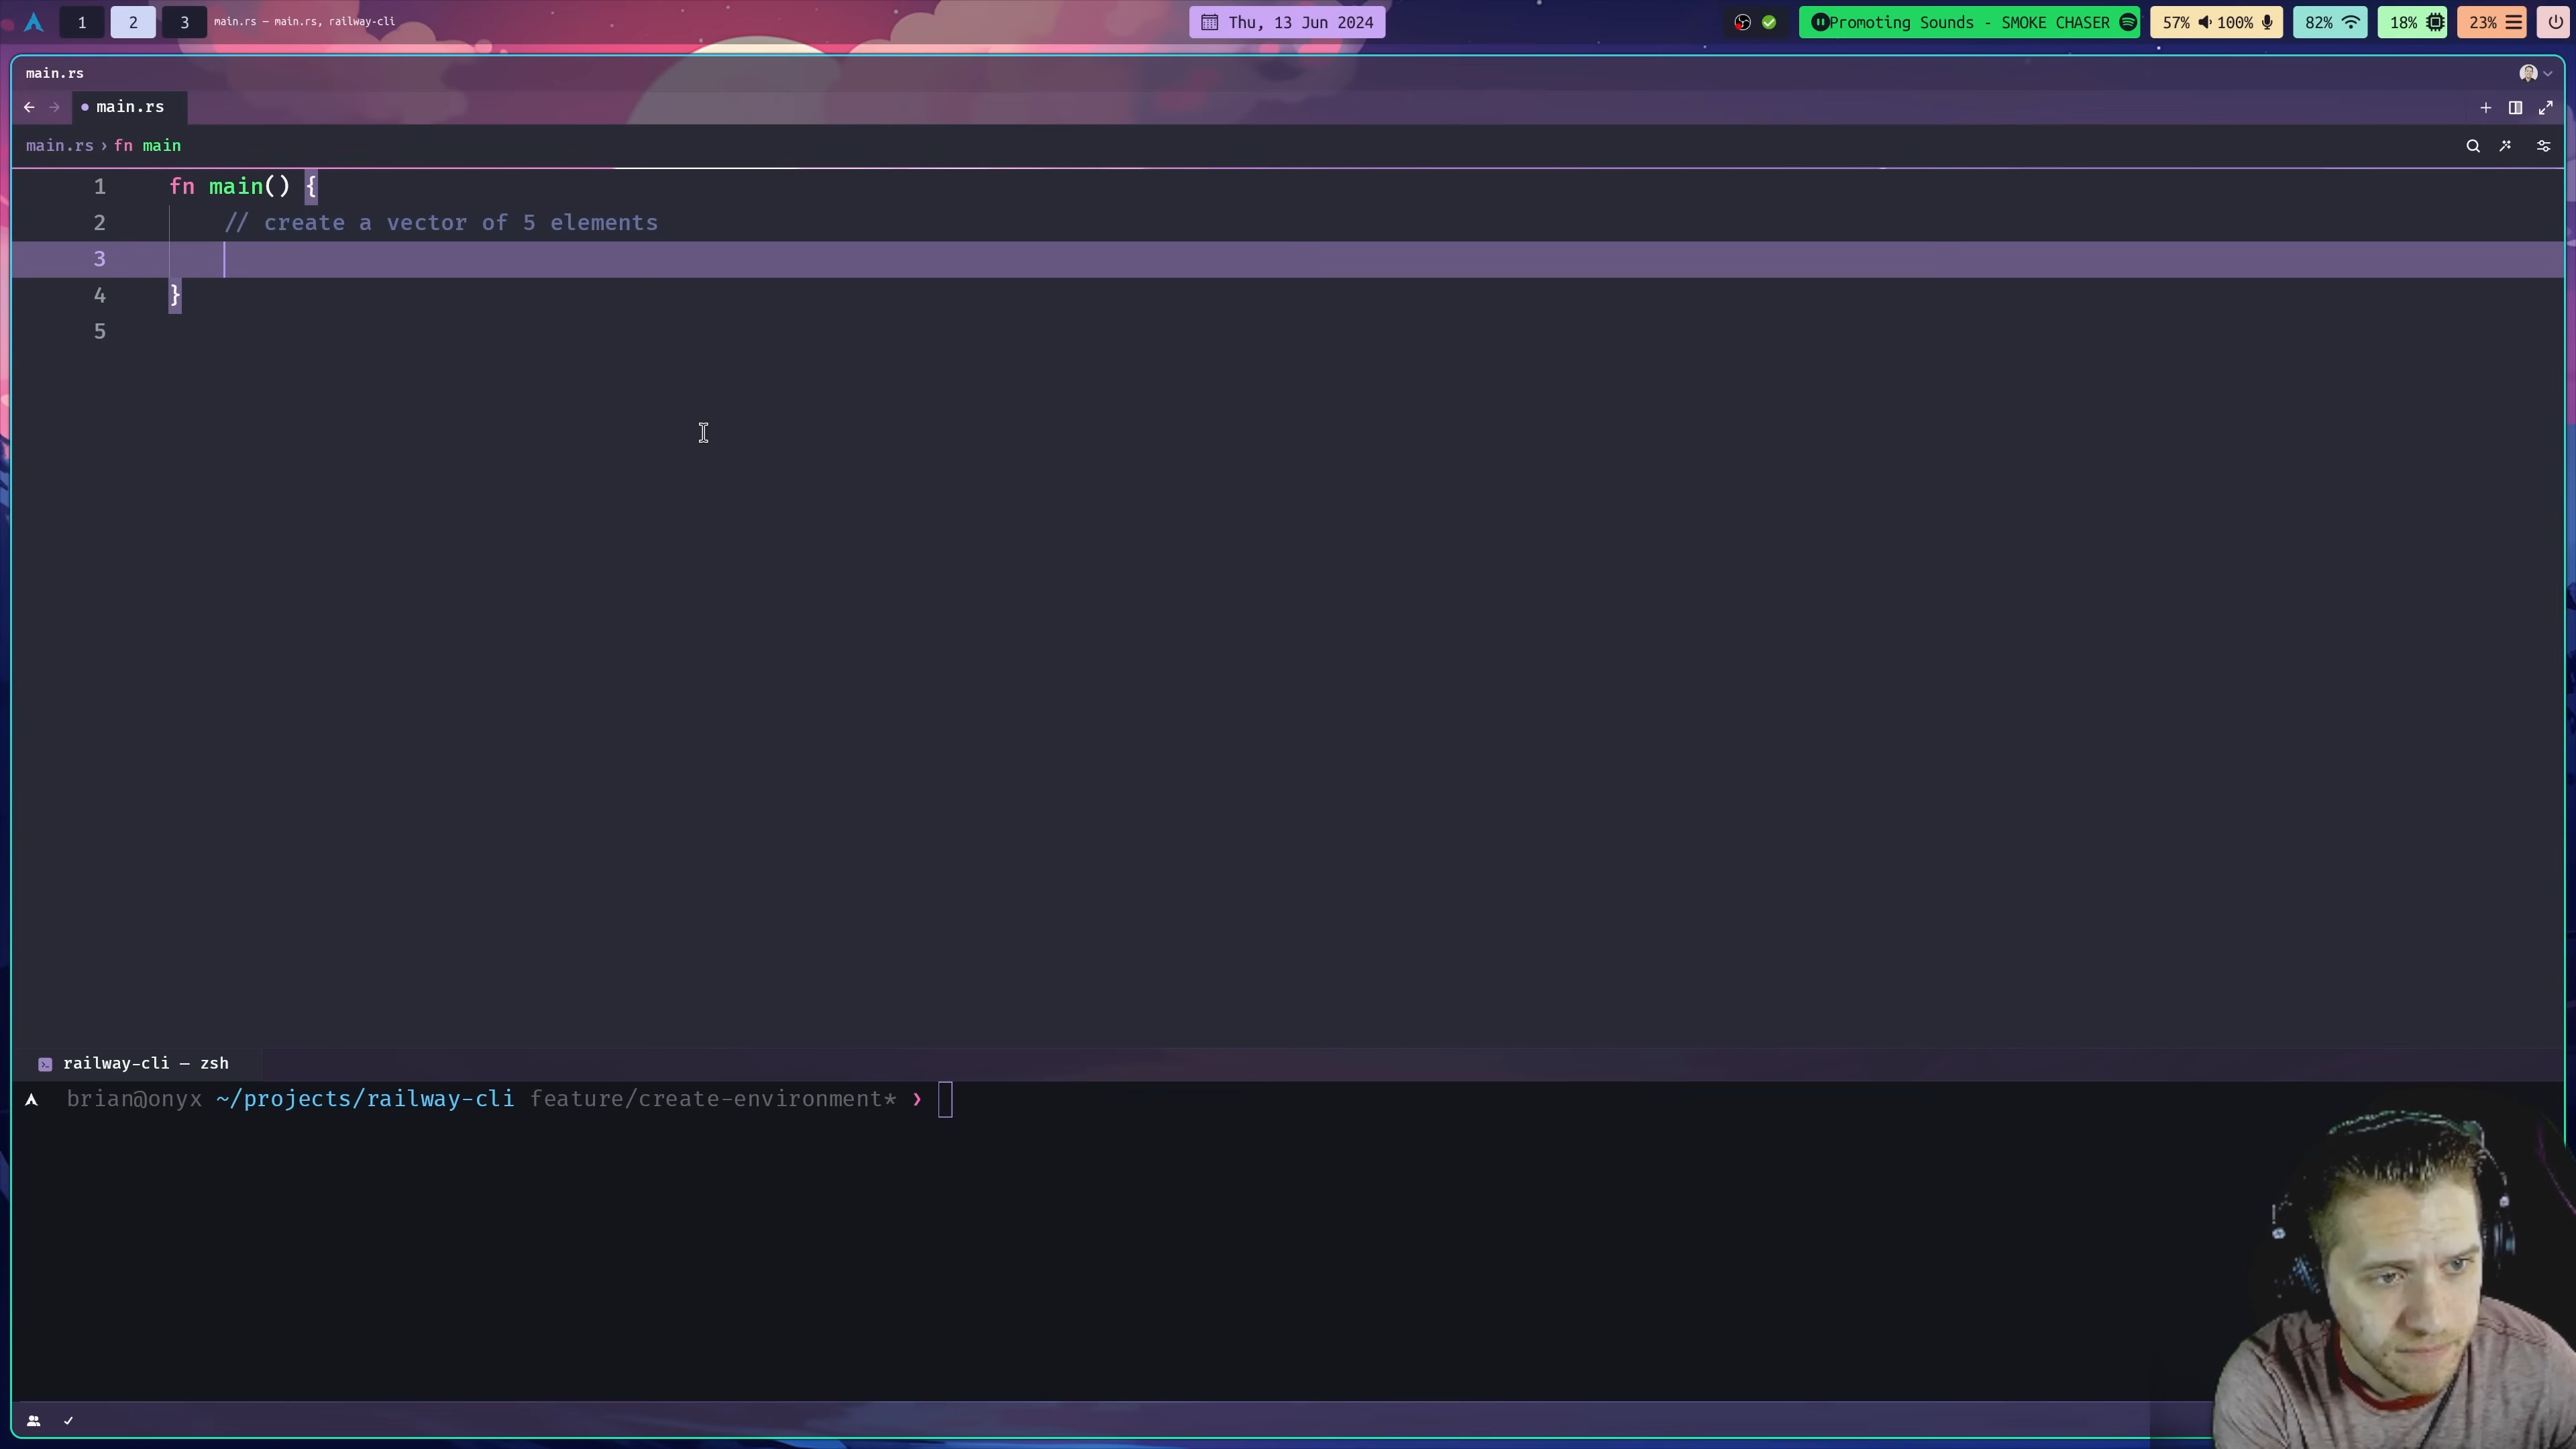 1 2 3 main.rs — main.rs, railway-cli Thu, 13 Jun 2024 Promoting Sounds - SMOKE CHASER 57% 100% 82% 18% 23%
main.rs
main.rs
main.rs › fn main
1 fn main() {
2 // create a vector of 5 elements
3
4 }
5
railway-cli — zsh
brian@onyx ~/projects/railway-cli feature/create-environment* ❯